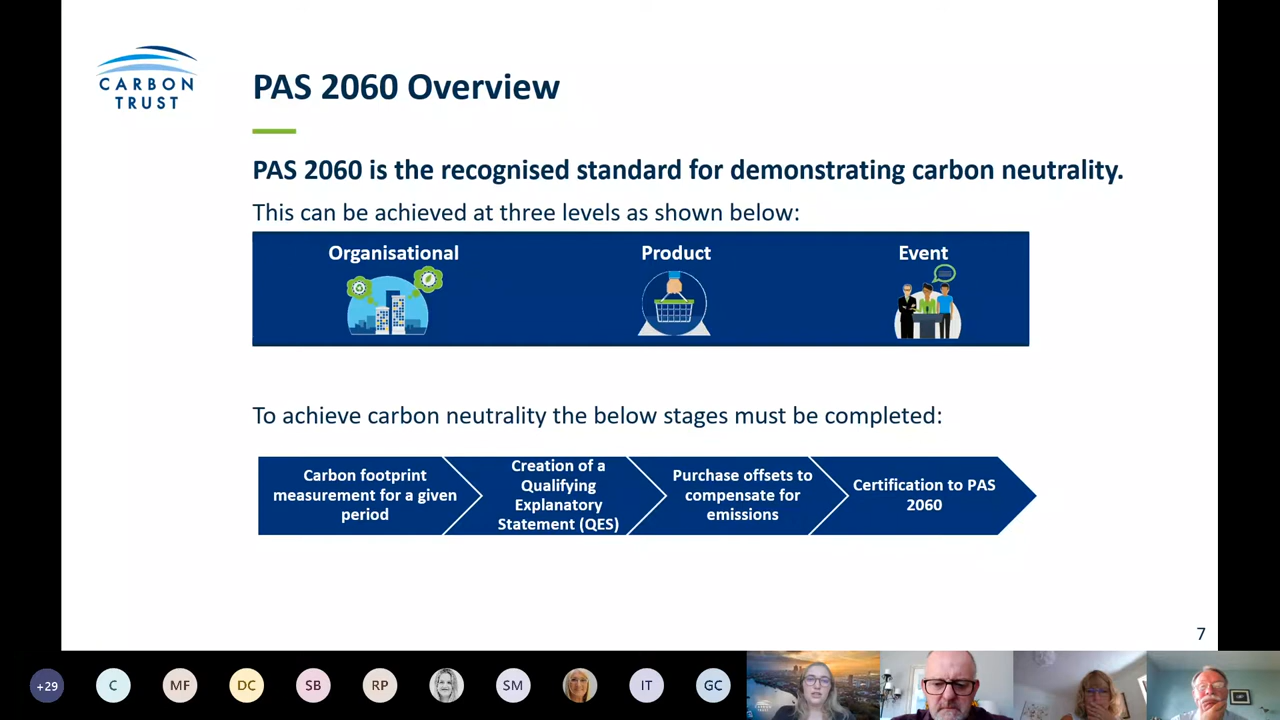 CARBON
TRUST
PAS 2060 Overview
PAS 2060 is the recognised standard for demonstrating carbon neutrality.
This can be achieved at three levels as shown below:
Organisational
Product
Event
To achieve carbon neutrality the below stages must be completed:
Carbon footprint
measurement for a given
period
Creation of a
Qualifying
Explanatory
Statement (QES)
Purchase offsets to
compensate for
emissions
Certification to PAS
2060
7
+29
C
MF
DC
SB
RP
SM
IT
GC
CARBON
TRUST